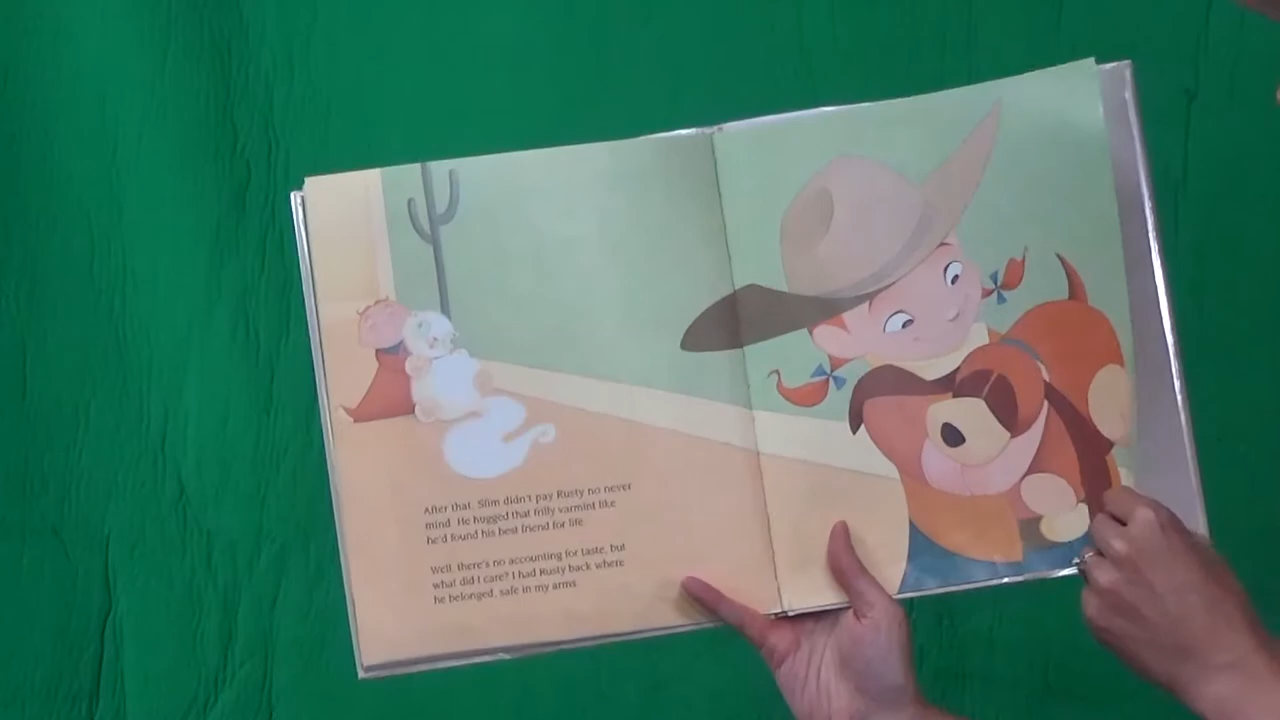 After that, Slim didn't pay Rusty no never
mind. He hugged that frilly varmint like
he'd found his best friend for life.
Well, there's no accounting for taste, but
what did I care? I had Rusty back where
he belonged, safe in my arms.